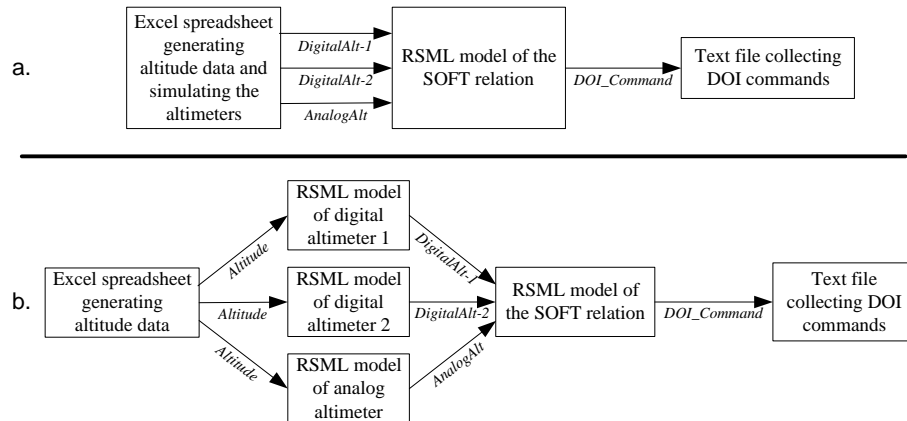 a.
Excel spreadsheet
generating
altitude data and
simulating the
altimeters
DigitalAlt-1
DigitalAlt-2
AnalogAlt
RSML model of the
SOFT relation
DOI_Command
Text file collecting
DOI commands
b.
Excel spreadsheet
generating
altitude data
Altitude
Altitude
Altitude
RSML model
of digital
altimeter 1
RSML model
of digital
altimeter 2
RSML model
of analog
altimeter
DigitalAlt-1
DigitalAlt-2
AnalogAlt
RSML model of
the SOFT relation
DOI_Command
Text file
collecting DOI
commands